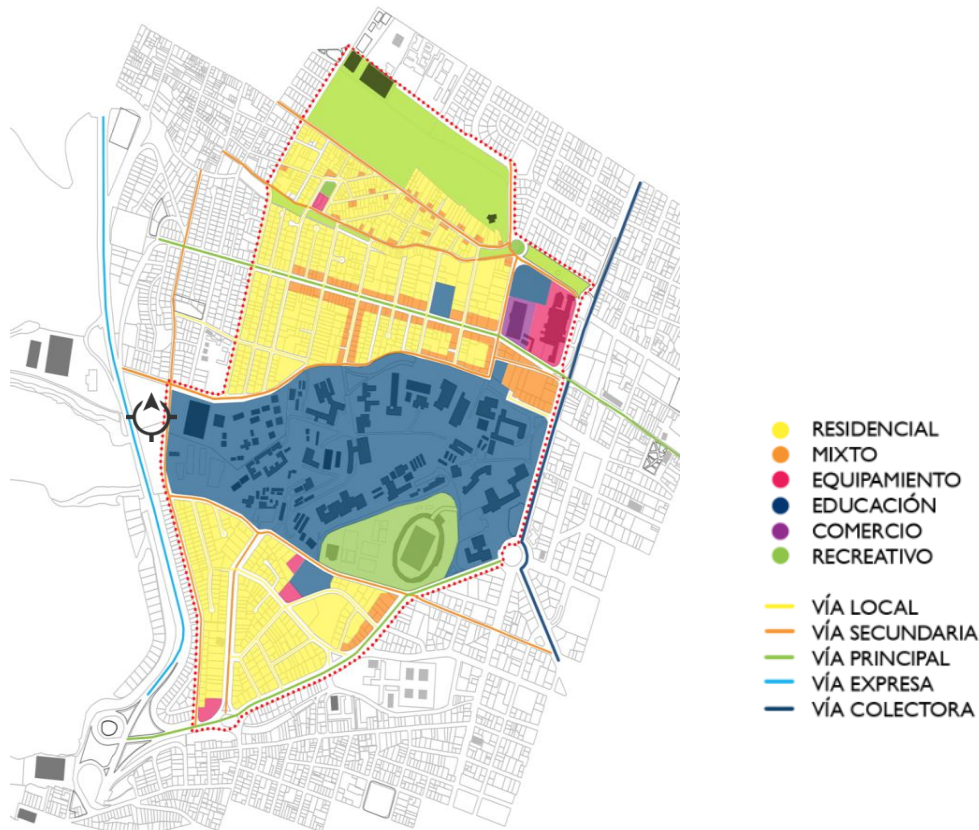 RESIDENCIAL
MIXTO
EQUIPAMIENTO
EDUCACIÓN
COMERCIO
RECREATIVO
VÍA LOCAL
VÍA SECUNDARIA
VÍA PRINCIPAL
VÍA EXPRESA
VÍA COLECTORA